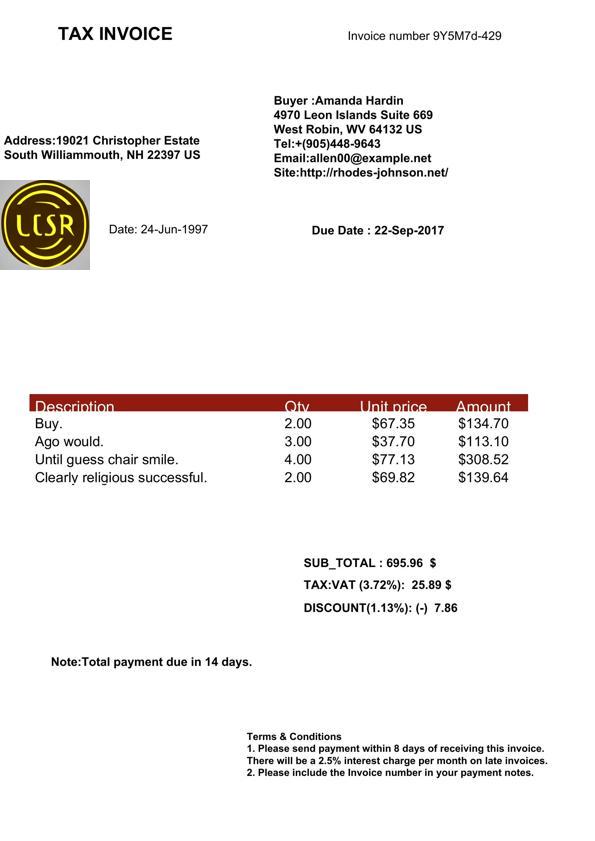 TAX INVOICE
Invoice number 9Y5M7d-429
Buyer :Amanda Hardin
4970 Leon Islands Suite 669
West Robin, WV 64132 US
Tel:+(905)448-9643
Email:allen00@example.net
Site:http://rhodes-johnson.net/
Address:19021 Christopher Estate
South Williammouth, NH 22397 US
LCSR
Date: 24-Jun-1997
Due Date : 22-Sep-2017
Description Qty Unit price Amount
Buy. 2.00 $67.35 $134.70
Ago would. 3.00 $37.70 $113.10
Until guess chair smile. 4.00 $77.13 $308.52
Clearly religious successful. 2.00 $69.82 $139.64
SUB_TOTAL : 695.96 $
TAX:VAT (3.72%): 25.89 $
DISCOUNT(1.13%): (-) 7.86
Note:Total payment due in 14 days.
Terms & Conditions
1. Please send payment within 8 days of receiving this invoice.
There will be a 2.5% interest charge per month on late invoices.
2. Please include the Invoice number in your payment notes.